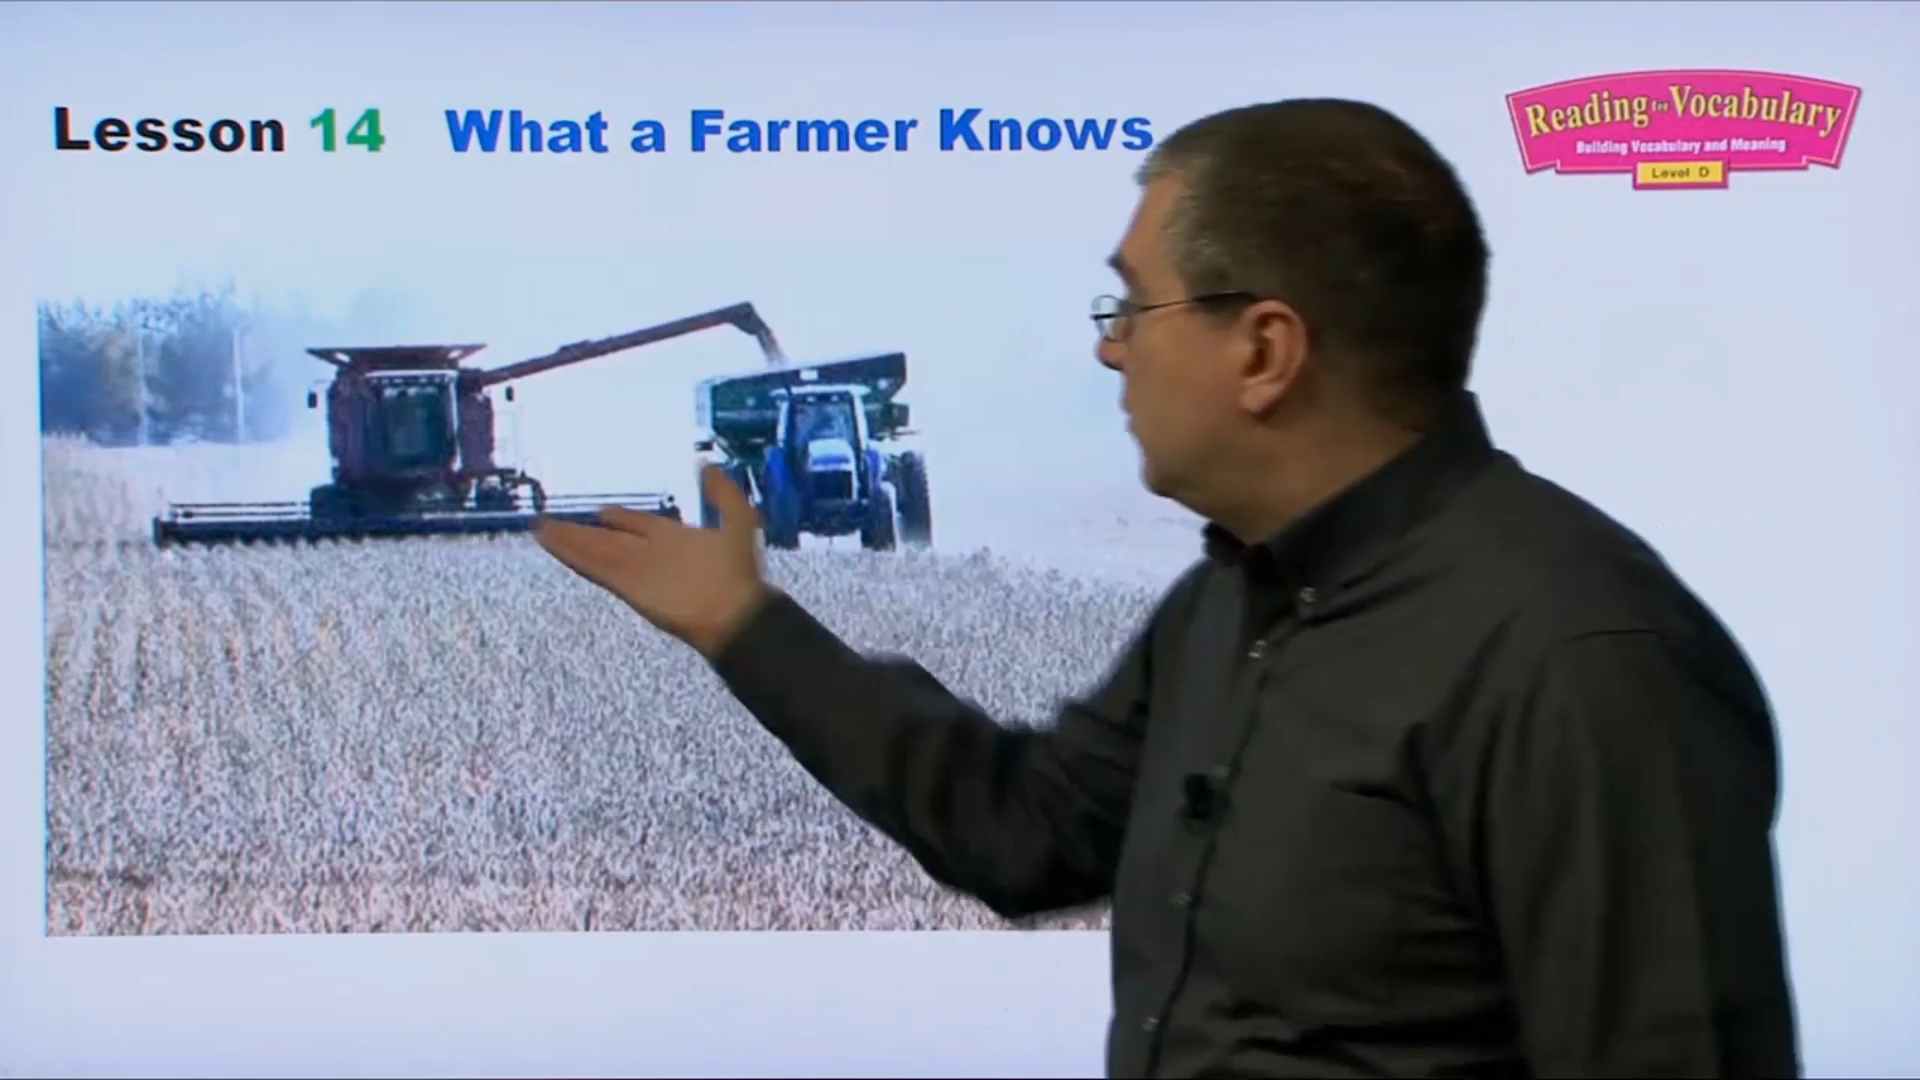 Lesson 14 What a Farmer Knows
Reading for Vocabulary
Building Vocabulary and Meaning
Level D